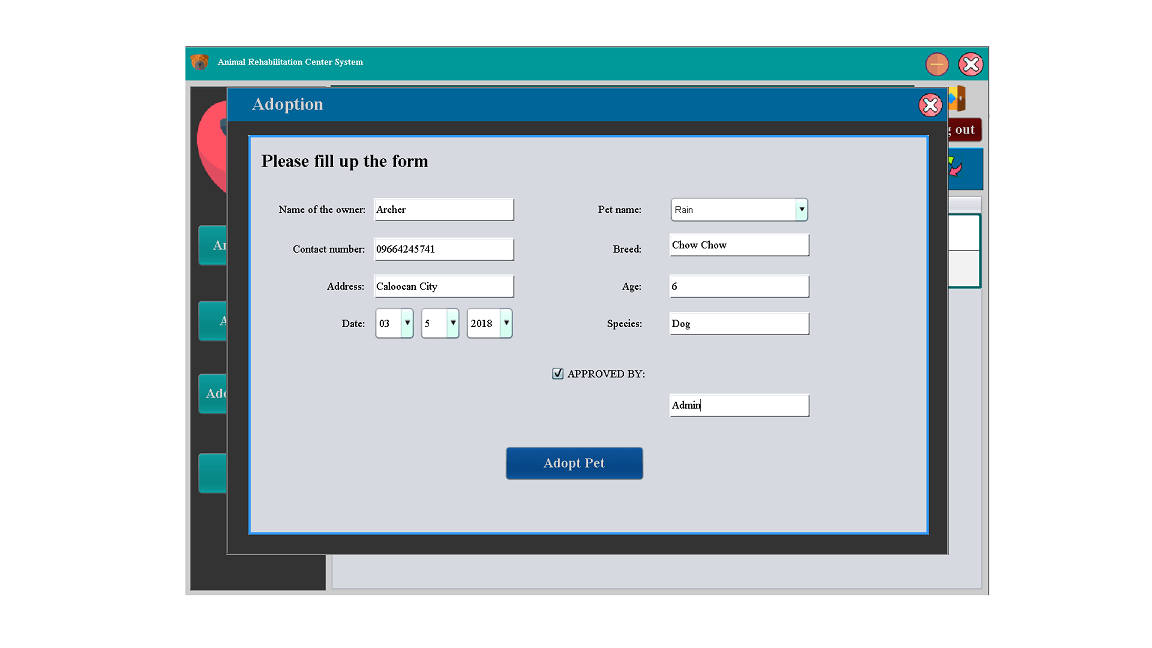 Animal Rehabilitation Center System
Adoption
g out
Please fill up the form
Name of the owner: Archer
Pet name: Rain
Contact number: 09664245741
Breed: Chow Chow
Address: Caloocan City
Age: 6
Date: 03 5 2018
Species: Dog
APPROVED BY:
Admin
Adopt Pet